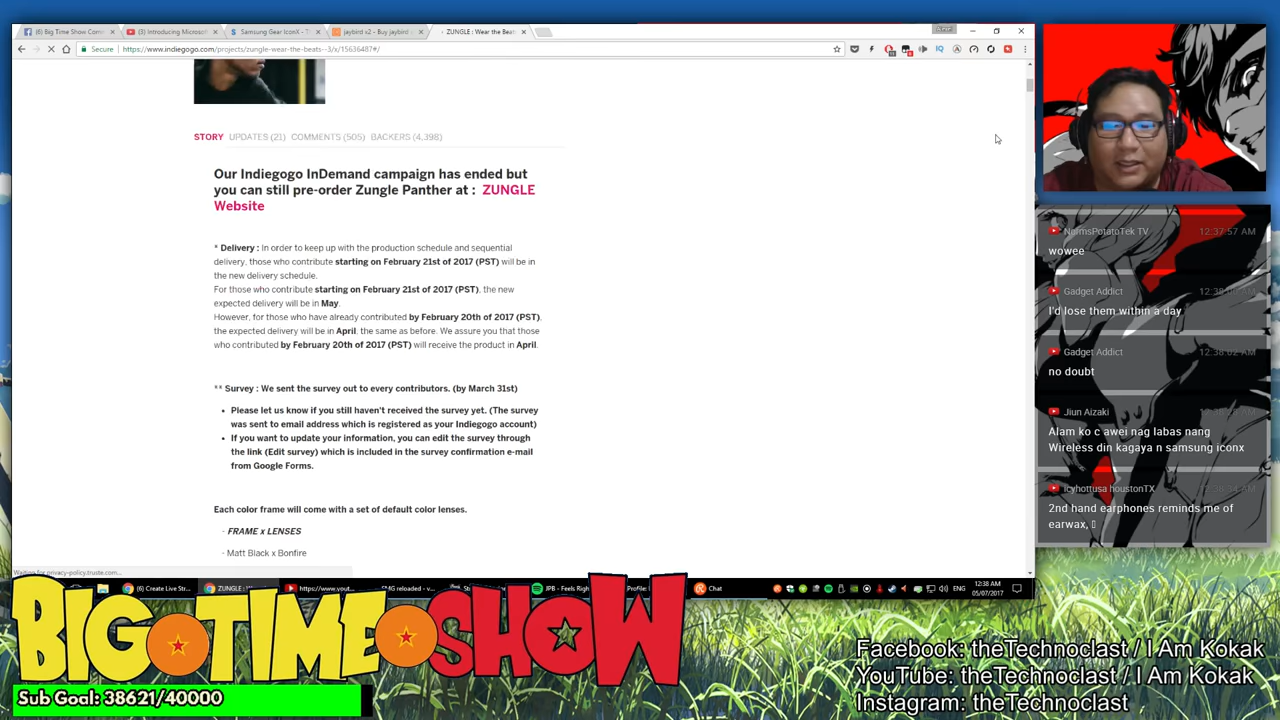 (6) Big Time Show Com
(3) Introducing Microsof
Samsung Gear IconX - T
jaybird x2 - Buy jaybird
ZUNGLE : Wear the Beat
Secure
https://www.indiegogo.com/projects/zungle-wear-the-beats--3/x/15636487#/
STORY UPDATES (21) COMMENTS (505) BACKERS (4,398)
Our Indiegogo InDemand campaign has ended but
you can still pre-order Zungle Panther at : ZUNGLE
Website
* Delivery : In order to keep up with the production schedule and sequential
delivery, those who contribute starting on February 21st of 2017 (PST) will be in
the new delivery schedule.
For those who contribute starting on February 21st of 2017 (PST), the new
expected delivery will be in May.
However, for those who have already contributed by February 20th of 2017 (PST),
the expected delivery will be in April, the same as before. We assure you that those
who contributed by February 20th of 2017 (PST) will receive the product in April.
** Survey : We sent the survey out to every contributors. (by March 31st)
• Please let us know if you still haven't received the survey yet. (The survey
was sent to email address which is registered as your Indiegogo account)
• If you want to update your information, you can edit the survey through
the link (Edit survey) which is included in the survey confirmation e-mail
from Google Forms.
Each color frame will come with a set of default color lenses.
- FRAME x LENSES
- Matt Black x Bonfire
Waiting for privacy-policy.truste.com...
NormsPotatoTek TV 12:37:57 AM
wowee
Gadget Addict
I'd lose them within a day
Gadget Addict 12:38:02 AM
no doubt
Jiun Aizaki
Alam ko c awei nag labas nang
Wireless din kagaya n samsung iconx
Icyhottusa houstonTX 12:38:34 AM
2nd hand earphones reminds me of
earwax,
(6) Create Live Stre
ZUNGLE
https://www.yout
SMG reloaded - v
JPB - Feels Righ
Profile:
Chat
ENG
12:38 AM
05/07/2017
BIG TIME SHOW
Sub Goal: 38621/40000
Facebook: theTechnoclast / I Am Kokak
YouTube: theTechnoclast / I Am Kokak
Instagram: theTechnoclast